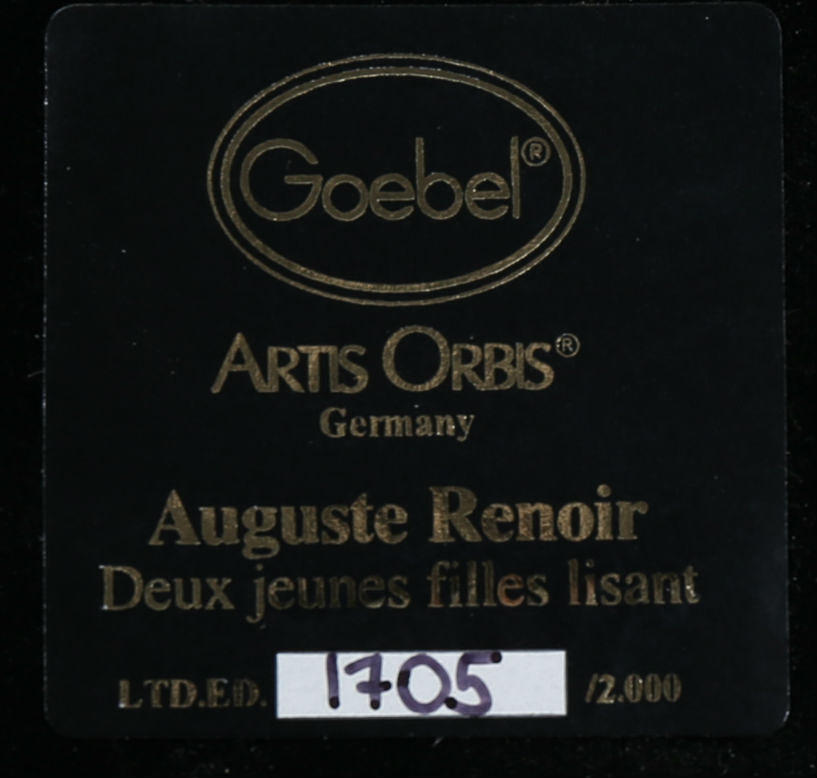 Goebel®
ARTIS ORBIS®
Germany
Auguste Renoir
Deux jeunes filles lisant
LTD.ED. 1705 /2.000